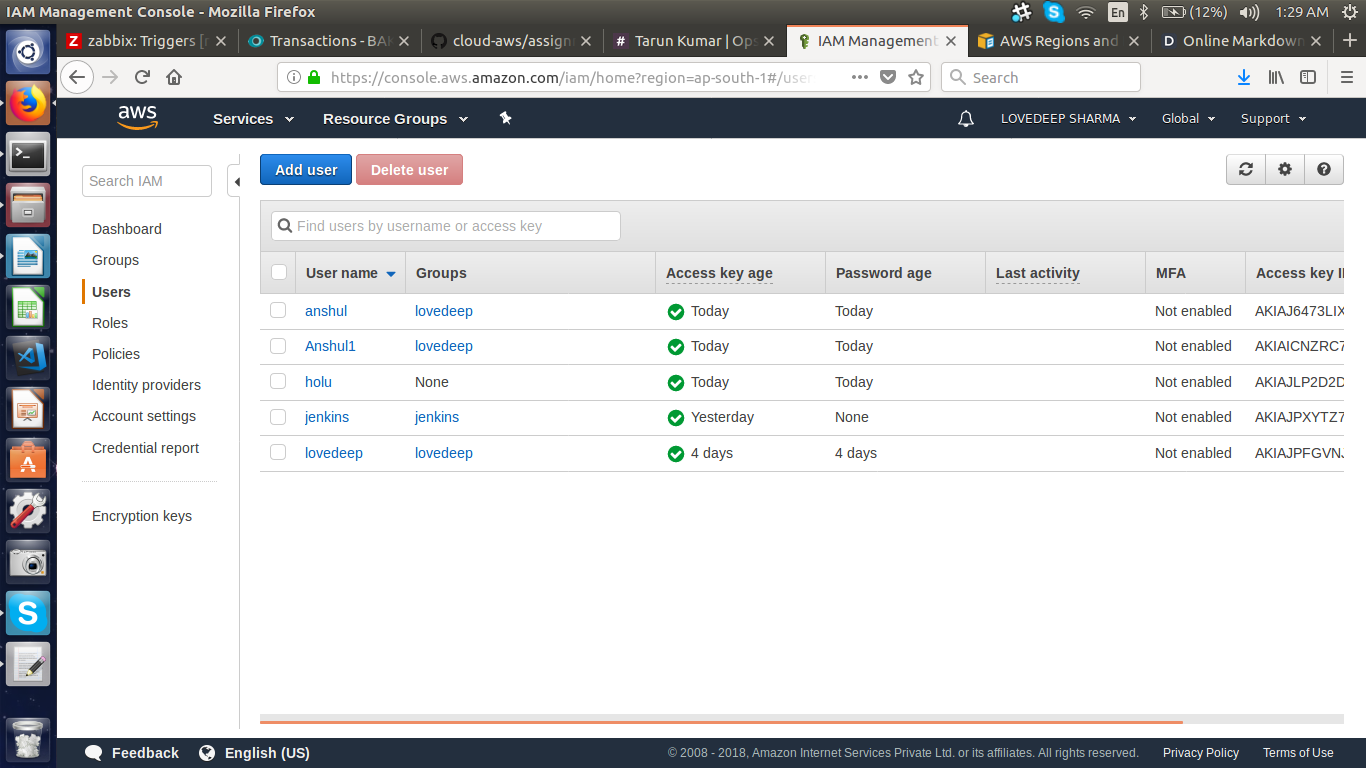 IAM Management Console - Mozilla Firefox
En
(12%)
1:29 AM
zabbix: Triggers [
Transactions - BA
cloud-aws/assign
Tarun Kumar | Ops
IAM Management
AWS Regions and
Online Markdown
https://console.aws.amazon.com/iam/home?region=ap-south-1#/user
Search
aws
Services
Resource Groups
LOVEDEEP SHARMA
Global
Support
Search IAM
Dashboard
Groups
Users
Roles
Policies
Identity providers
Account settings
Credential report
Encryption keys
Add user
Delete user
Find users by username or access key
User name Groups Access key age Password age Last activity MFA Access key I
anshul lovedeep Today Today Not enabled AKIAJ6473LIX
Anshul1 lovedeep Today Today Not enabled AKIAICNZRC7
holu None Today Today Not enabled AKIAJLP2D2D
jenkins jenkins Yesterday None Not enabled AKIAJPXYTZ7
lovedeep lovedeep 4 days 4 days Not enabled AKIAJPFGVNJ
Feedback
English (US)
© 2008 - 2018, Amazon Internet Services Private Ltd. or its affiliates. All rights reserved.
Privacy Policy
Terms of Use